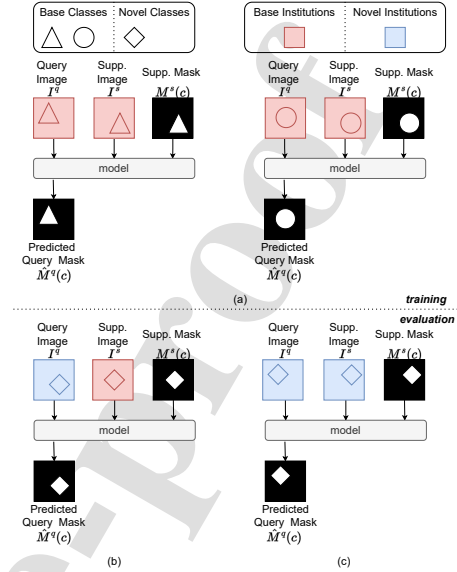 Base Classes Novel Classes
Base Institutions Novel Institutions
Query Image I^q
Supp. Image I^s
Supp. Mask M^s(c)
model
Predicted Query Mask M̂^q(c)
Query Image I^q
Supp. Image I^s
Supp. Mask M^s(c)
model
Predicted Query Mask M̂^q(c)
(a)
training
evaluation
Query Image I^q
Supp. Image I^s
Supp. Mask M^s(c)
model
Predicted Query Mask M̂^q(c)
(b)
Query Image I^q
Supp. Image I^s
Supp. Mask M^s(c)
model
Predicted Query Mask M̂^q(c)
(c)
e-proof